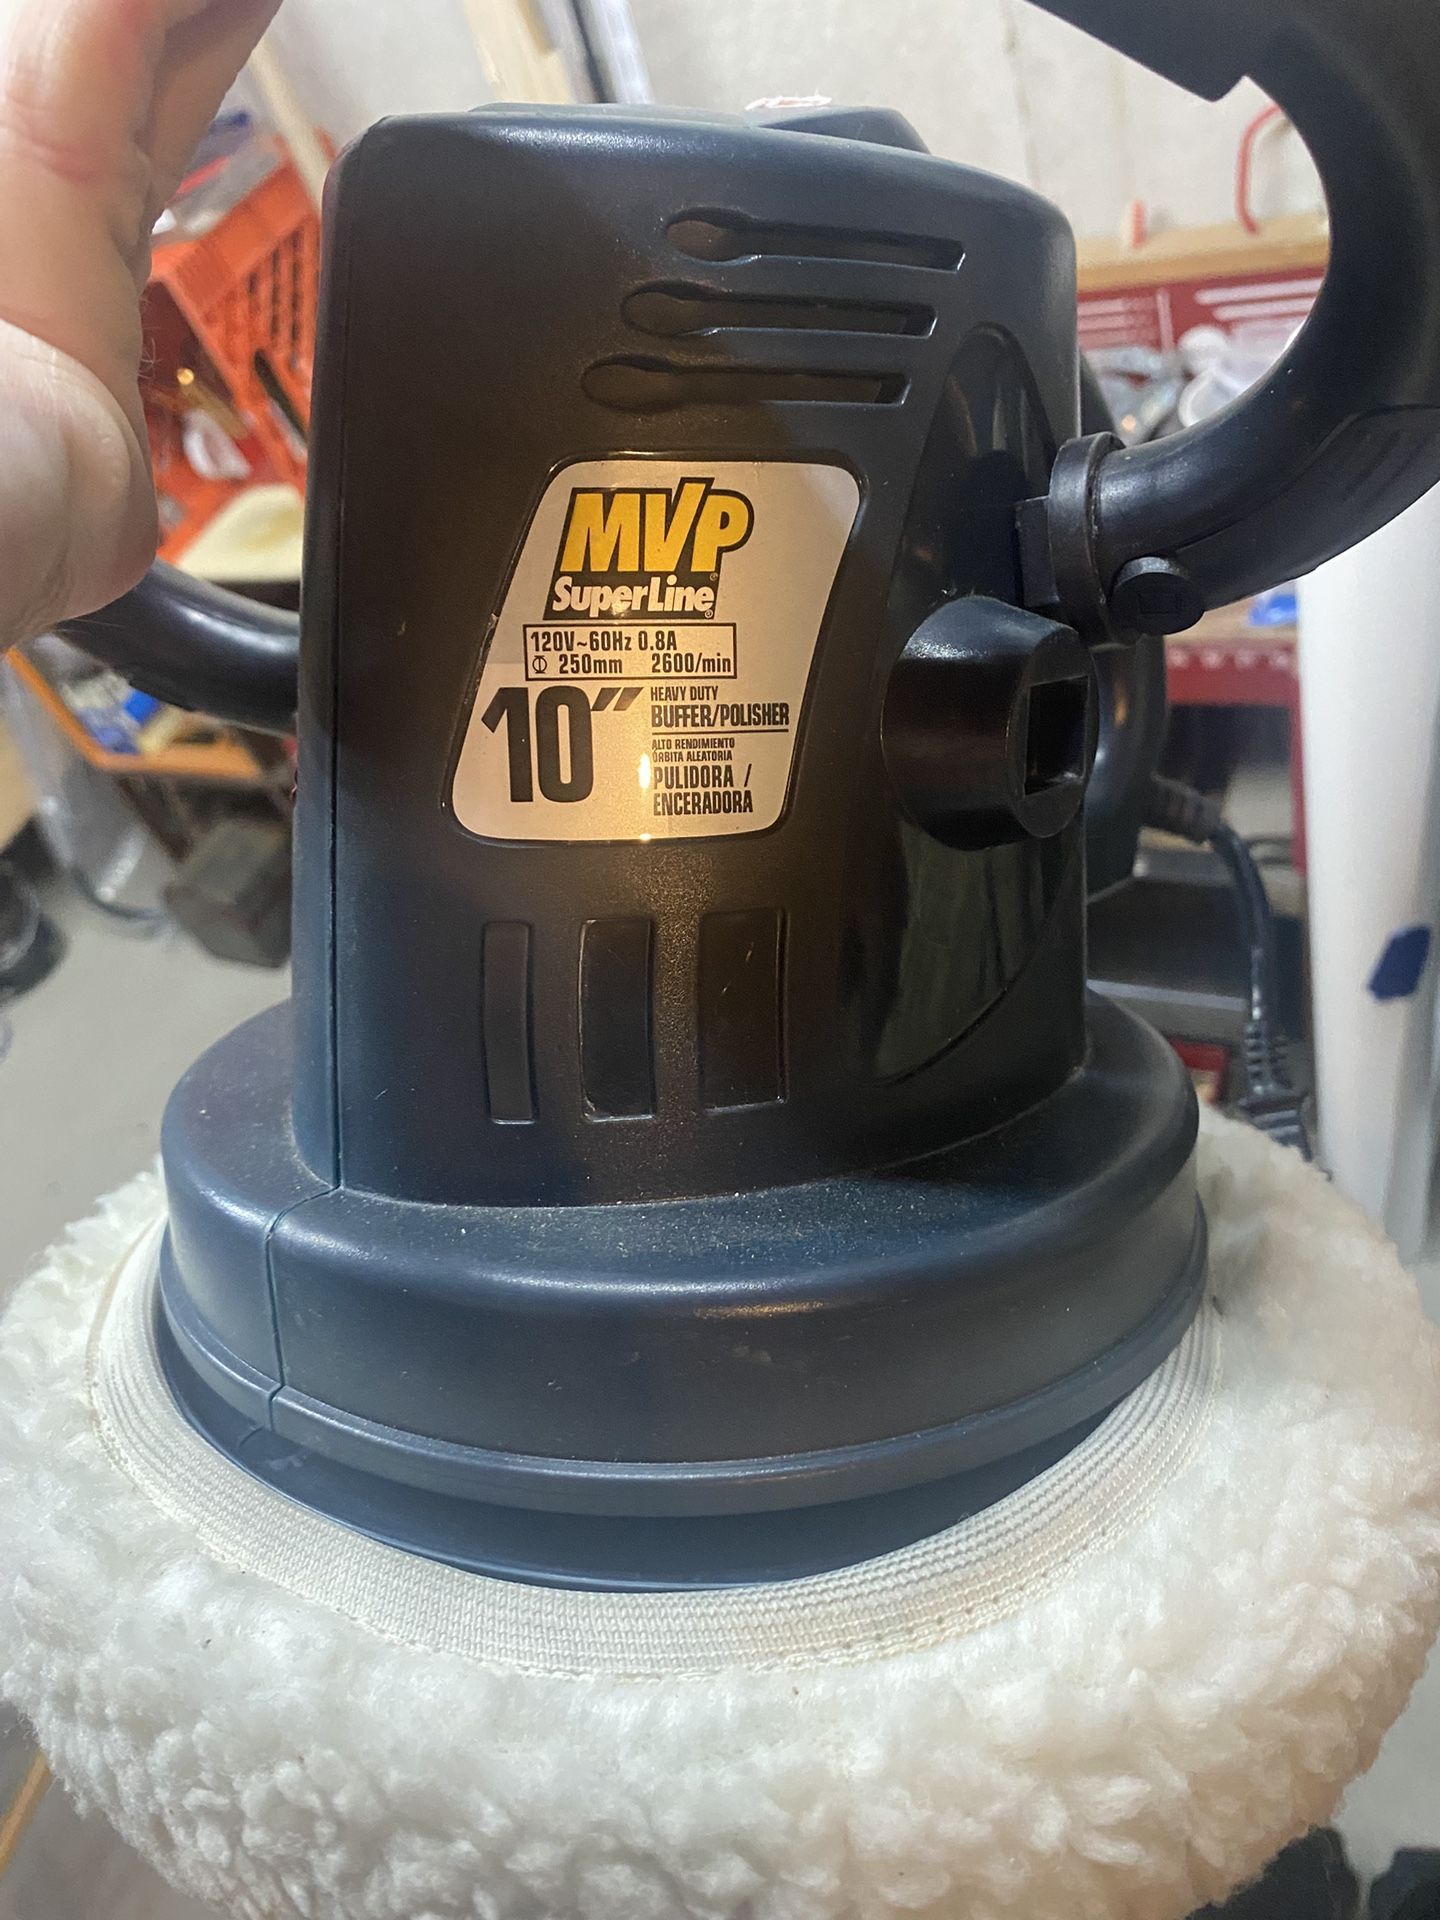 MVP
SuperLine®
120V~60Hz 0.8A
⌽ 250mm 2600/min
10″
HEAVY DUTY
BUFFER/POLISHER
ALTO RENDIMIENTO
ÓRBITA ALEATORIA
PULIDORA /
ENCERADORA